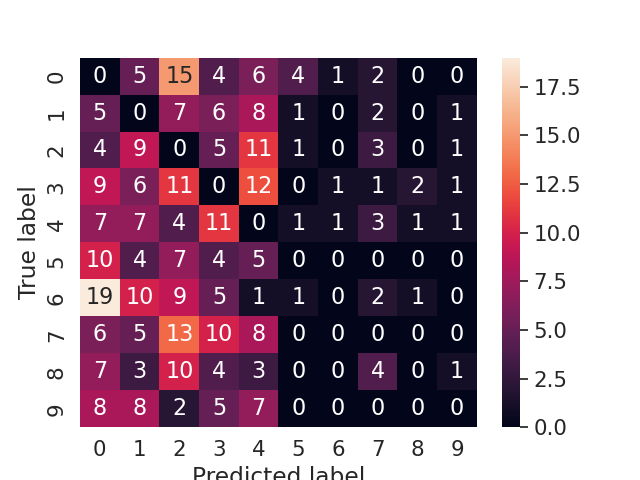 0 0 5 15 4 6 4 1 2 0 0
1 5 0 7 6 8 1 0 2 0 1
2 4 9 0 5 11 1 0 3 0 1
3 9 6 11 0 12 0 1 1 2 1
4 7 7 4 11 0 1 1 3 1 1
5 10 4 7 4 5 0 0 0 0 0
6 19 10 9 5 1 1 0 2 1 0
7 6 5 13 10 8 0 0 0 0 0
8 7 3 10 4 3 0 0 4 0 1
9 8 8 2 5 7 0 0 0 0 0
0 1 2 3 4 5 6 7 8 9
True label
Predicted label
17.5
15.0
12.5
10.0
7.5
5.0
2.5
0.0